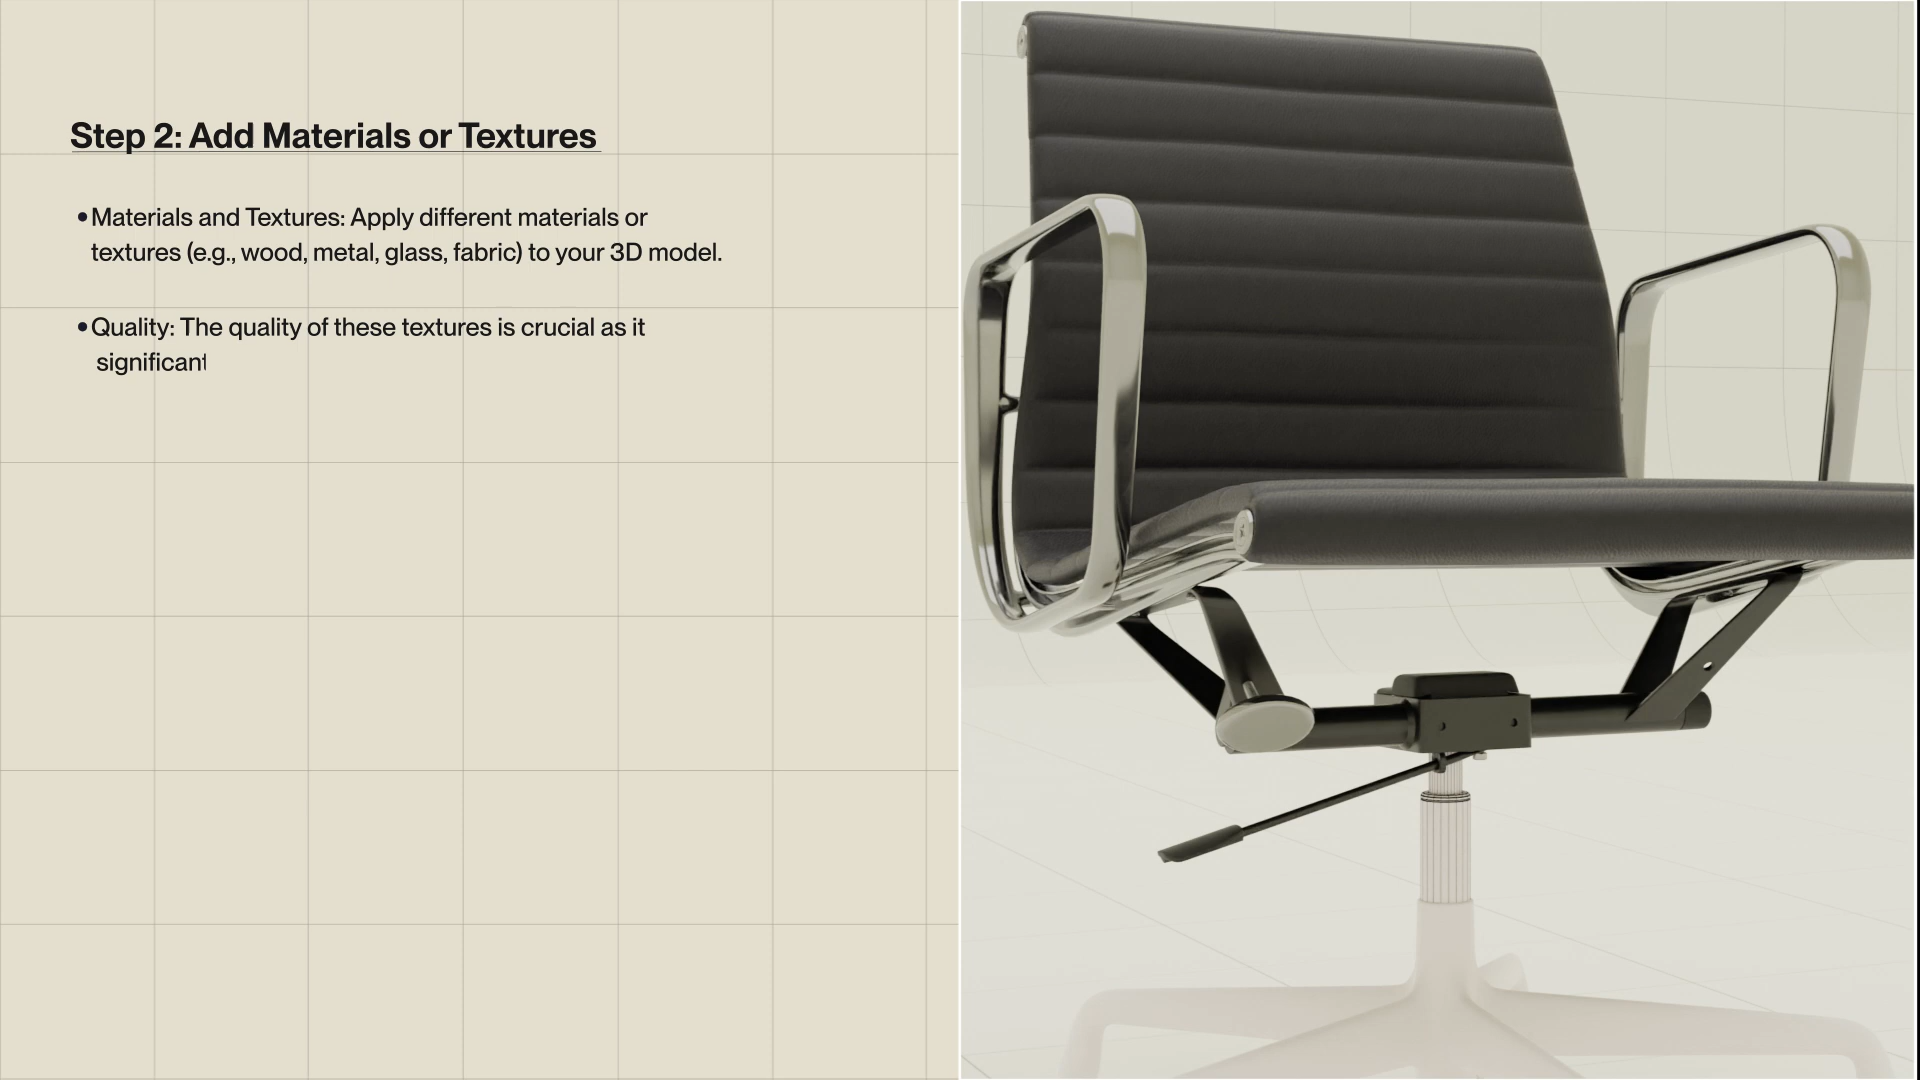 Step 2: Add Materials or Textures
•Materials and Textures: Apply different materials or
textures (e.g., wood, metal, glass, fabric) to your 3D model.
•Quality: The quality of these textures is crucial as it
significant